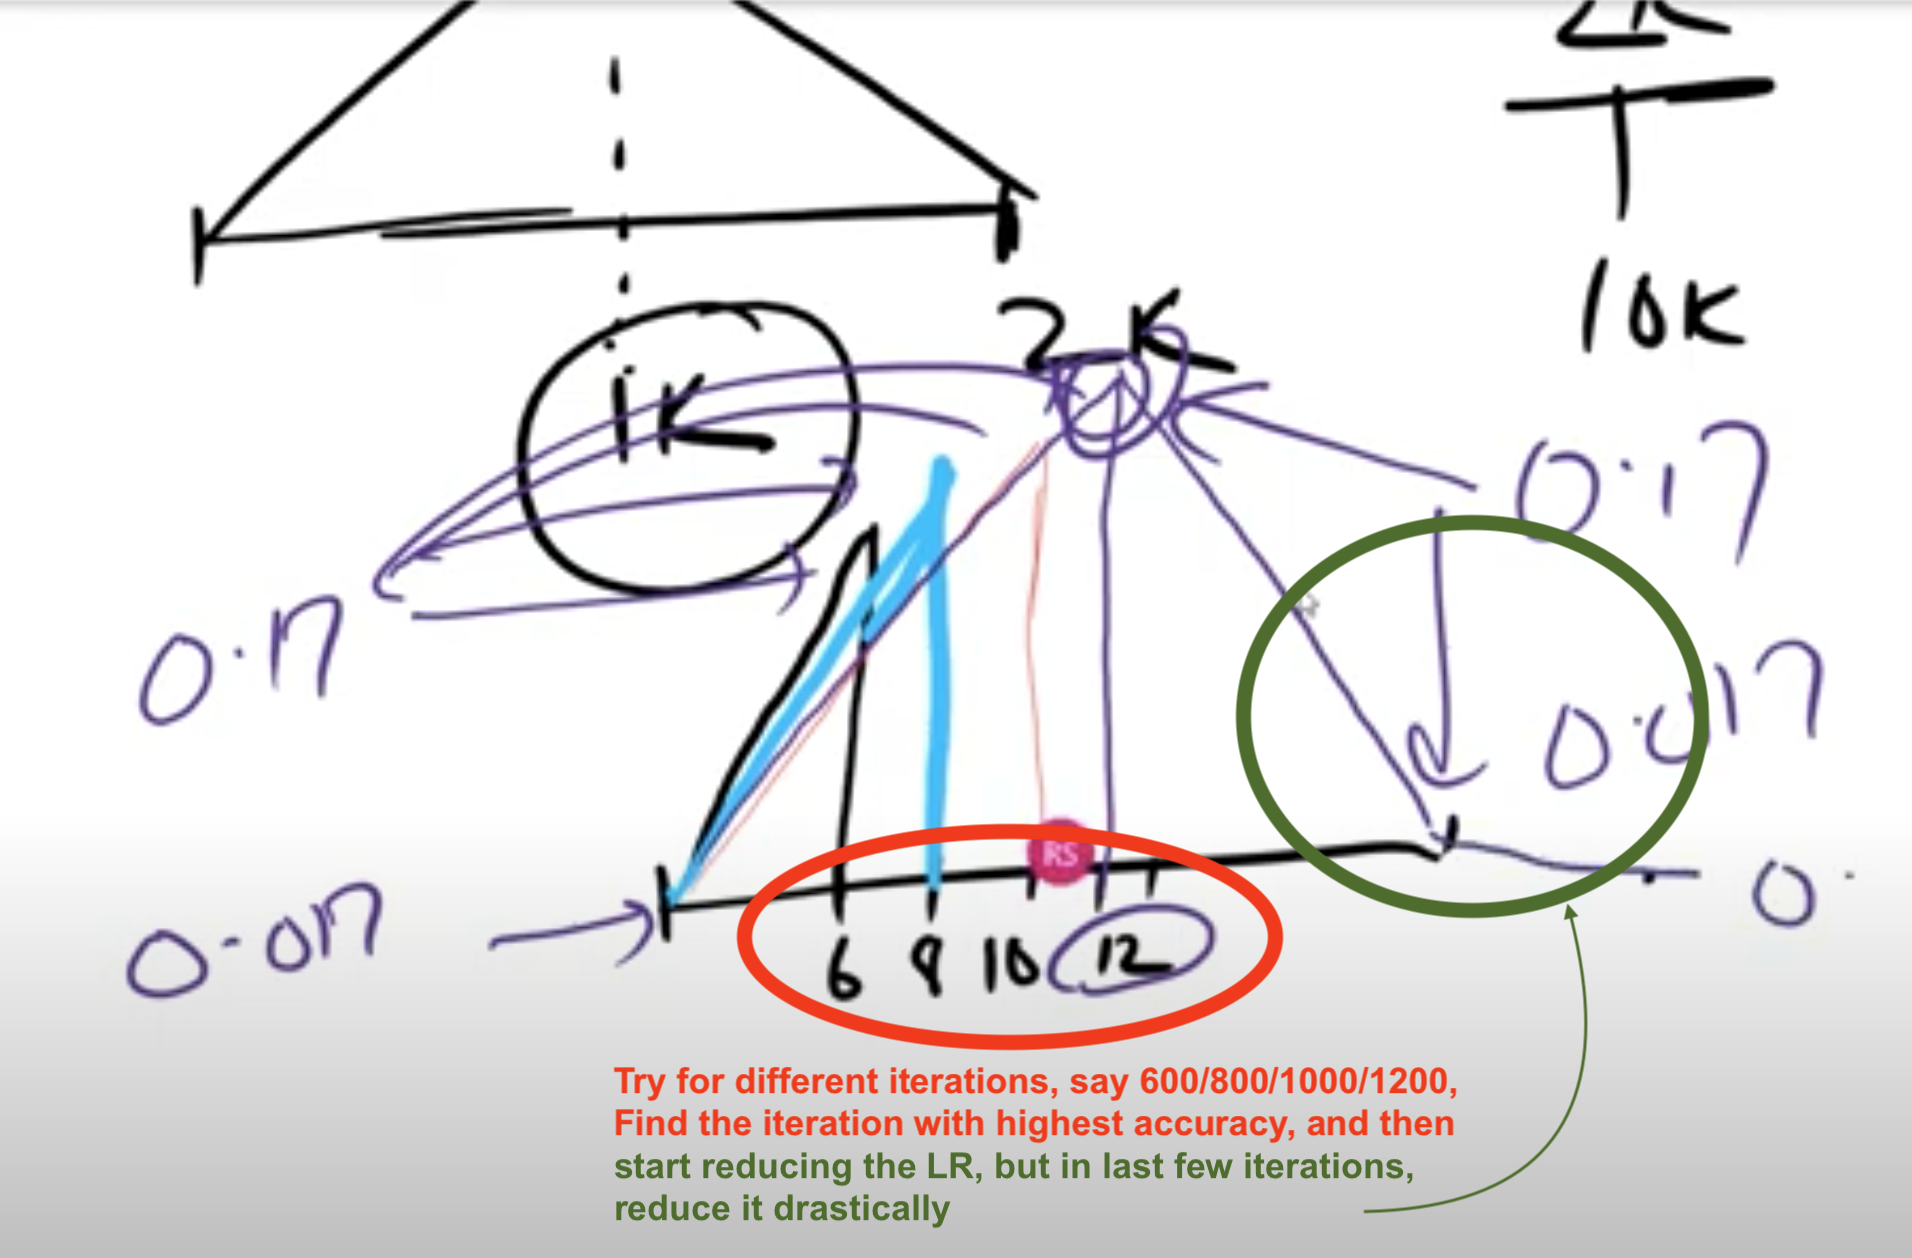 2K
10K
2K
1K
0.17
0.17
0.017
0.017
RS
0.
6 8 10 12
Try for different iterations, say 600/800/1000/1200,
Find the iteration with highest accuracy, and then
start reducing the LR, but in last few iterations,
reduce it drastically